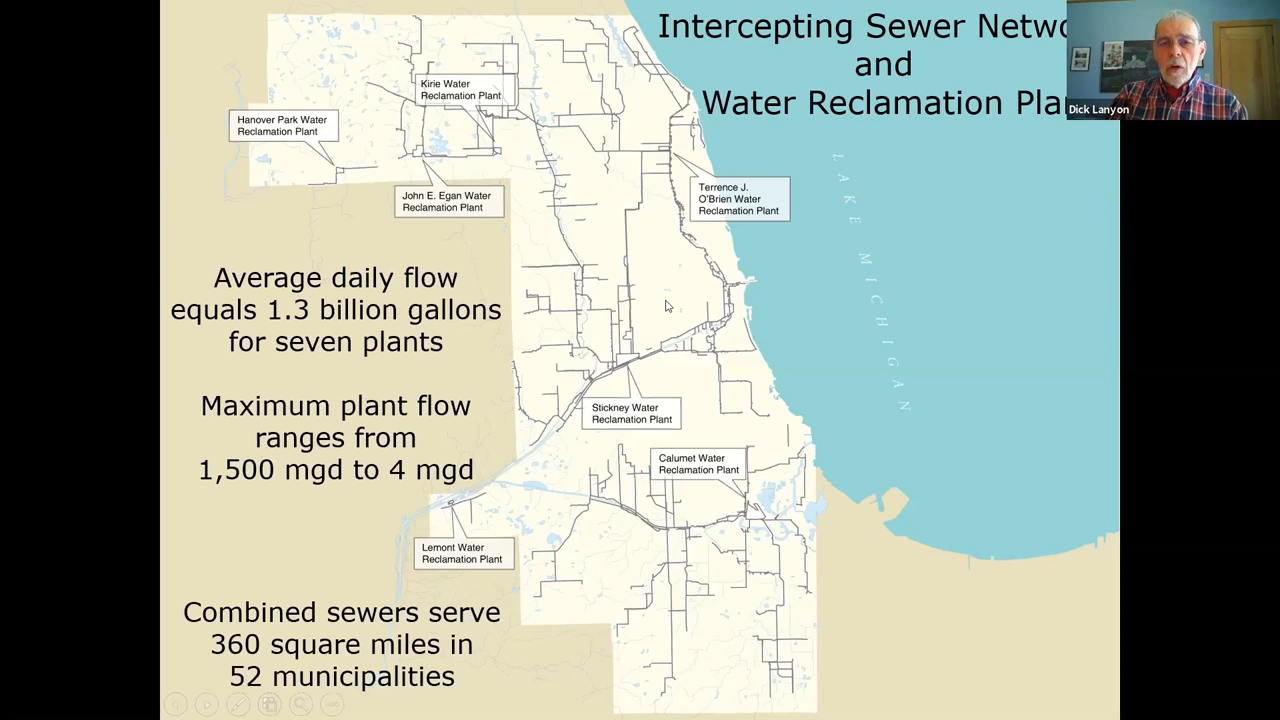 Intercepting Sewer Netwo
and
Water Reclamation Pla
Dick Lanyon
Kirie Water
Reclamation Plant
Hanover Park Water
Reclamation Plant
John E. Egan Water
Reclamation Plant
Terrence J.
O'Brien Water
Reclamation Plant
LAKE MICHIGAN
Average daily flow
equals 1.3 billion gallons
for seven plants
Maximum plant flow
ranges from
1,500 mgd to 4 mgd
Stickney Water
Reclamation Plant
Calumet Water
Reclamation Plant
Lemont Water
Reclamation Plant
Combined sewers serve
360 square miles in
52 municipalities